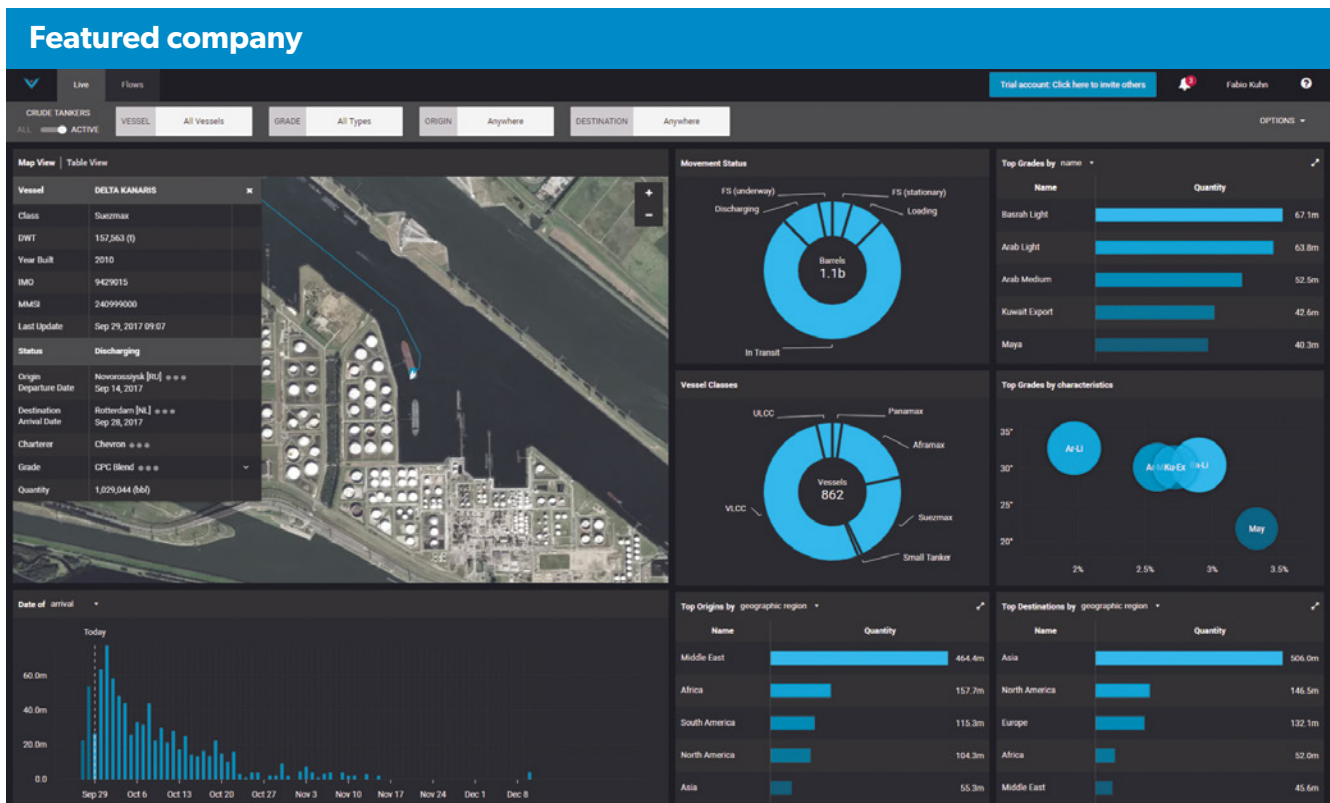 Featured company
Live Flows
Trial account: Click here to invite others 3 Fabio Kuhn ?
CRUDE TANKERS
ALL ACTIVE
VESSEL All Vessels GRADE All Types ORIGIN Anywhere DESTINATION Anywhere OPTIONS
Map View | Table View
Vessel DELTA KANARIS
Class Suezmax
DWT 157,563 (t)
Year Built 2010
IMO 9429015
MMSI 240999000
Last Update Sep 29, 2017 09:07
Status Discharging
Origin Novorossiysk [RU]
Departure Date Sep 14, 2017
Destination Rotterdam [NL]
Arrival Date Sep 28, 2017
Charterer Chevron
Grade CPC Blend
Quantity 1,029,044 (bbl)
+
-
Movement Status
FS (underway) FS (stationary)
Discharging Loading
Barrels
1.1b
In Transit
Top Grades by name
Name Quantity
Basrah Light 67.1m
Arab Light 63.8m
Arab Medium 52.5m
Kuwait Export 42.6m
Maya 40.3m
Vessel Classes
ULCC Panamax
Aframax
Vessels
862
VLCC Suezmax
Small Tanker
Top Grades by characteristics
35°
Ar-Li
30° Ku-Ex
25°
May
20°
2% 2.5% 3% 3.5%
Date of arrival
Today
60.0m
40.0m
20.0m
0.0
Sep 29 Oct 6 Oct 13 Oct 20 Oct 27 Nov 3 Nov 10 Nov 17 Nov 24 Dec 1 Dec 8
Top Origins by geographic region
Name Quantity
Middle East 464.4m
Africa 157.7m
South America 115.3m
North America 104.3m
Asia 55.3m
Top Destinations by geographic region
Name Quantity
Asia 506.0m
North America 146.5m
Europe 132.1m
Africa 52.0m
Middle East 45.6m